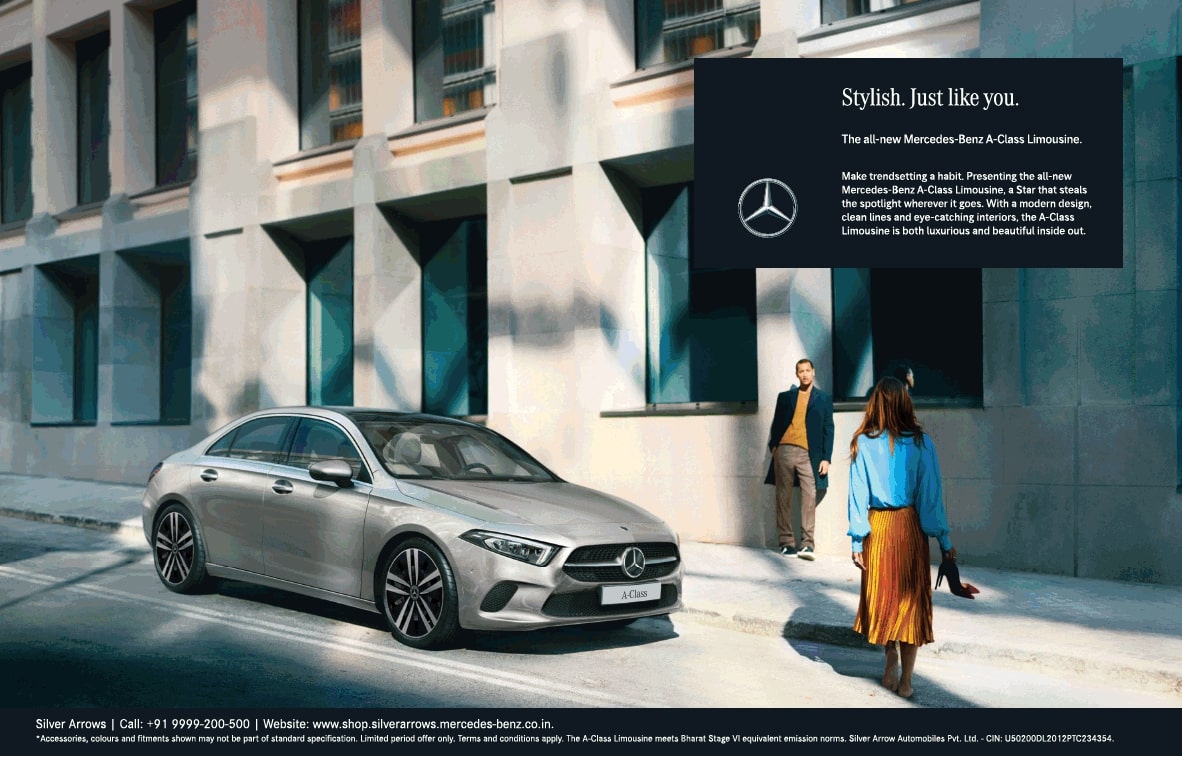 Stylish. Just like you.
The all-new Mercedes-Benz A-Class Limousine.
Make trendsetting a habit. Presenting the all-new
Mercedes-Benz A-Class Limousine, a Star that steals
the spotlight wherever it goes. With a modern design,
clean lines and eye-catching interiors, the A-Class
Limousine is both luxurious and beautiful inside out.
A-Class
Silver Arrows | Call: +91 9999-200-500 | Website: www.shop.silverarrows.mercedes-benz.co.in.
*Accessories, colours and fitments shown may not be part of standard specification. Limited period offer only. Terms and conditions apply. The A-Class Limousine meets Bharat Stage VI equivalent emission norms. Silver Arrow Automobiles Pvt. Ltd. - CIN: U50200DL2012PTC234354.